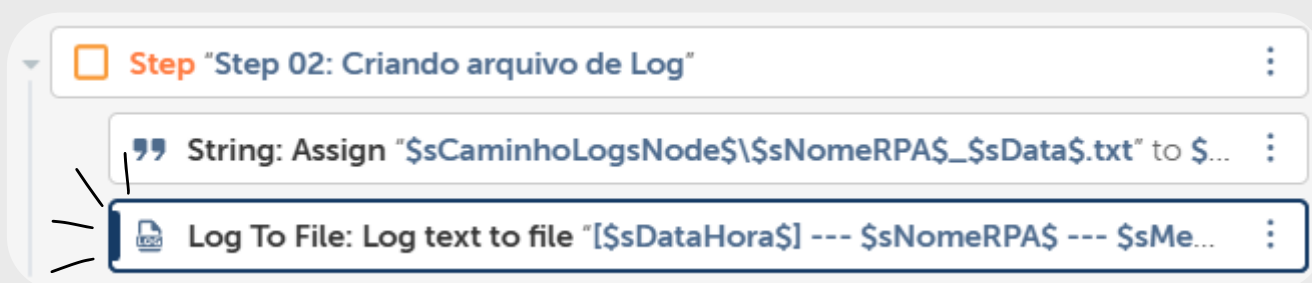 Step "Step 02: Criando arquivo de Log"
String: Assign "$sCaminhoLogsNode$\$sNomeRPA$_$sData$.txt" to $...
LOG Log To File: Log text to file "[$sDataHora$] --- $sNomeRPA$ --- $sMe...